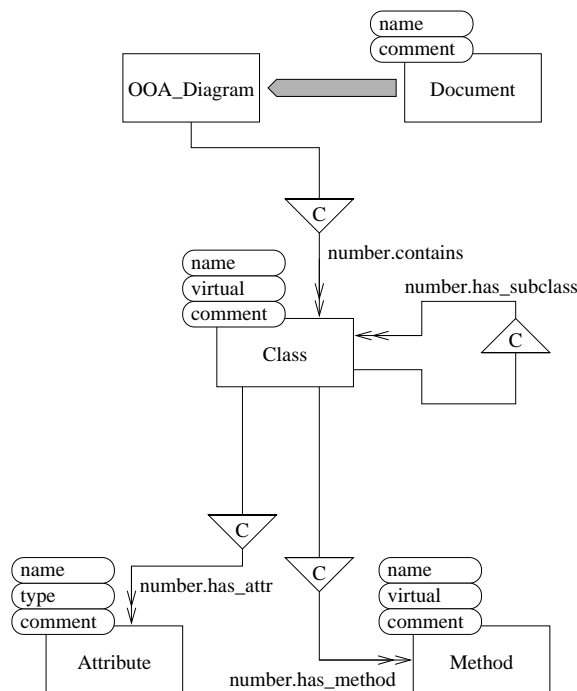 name
comment
OOA_Diagram
Document
C
number.contains
name
virtual
comment
number.has_subclass
C
Class
C
C
name
type
comment
number.has_attr
name
virtual
comment
Attribute
number.has_method
Method